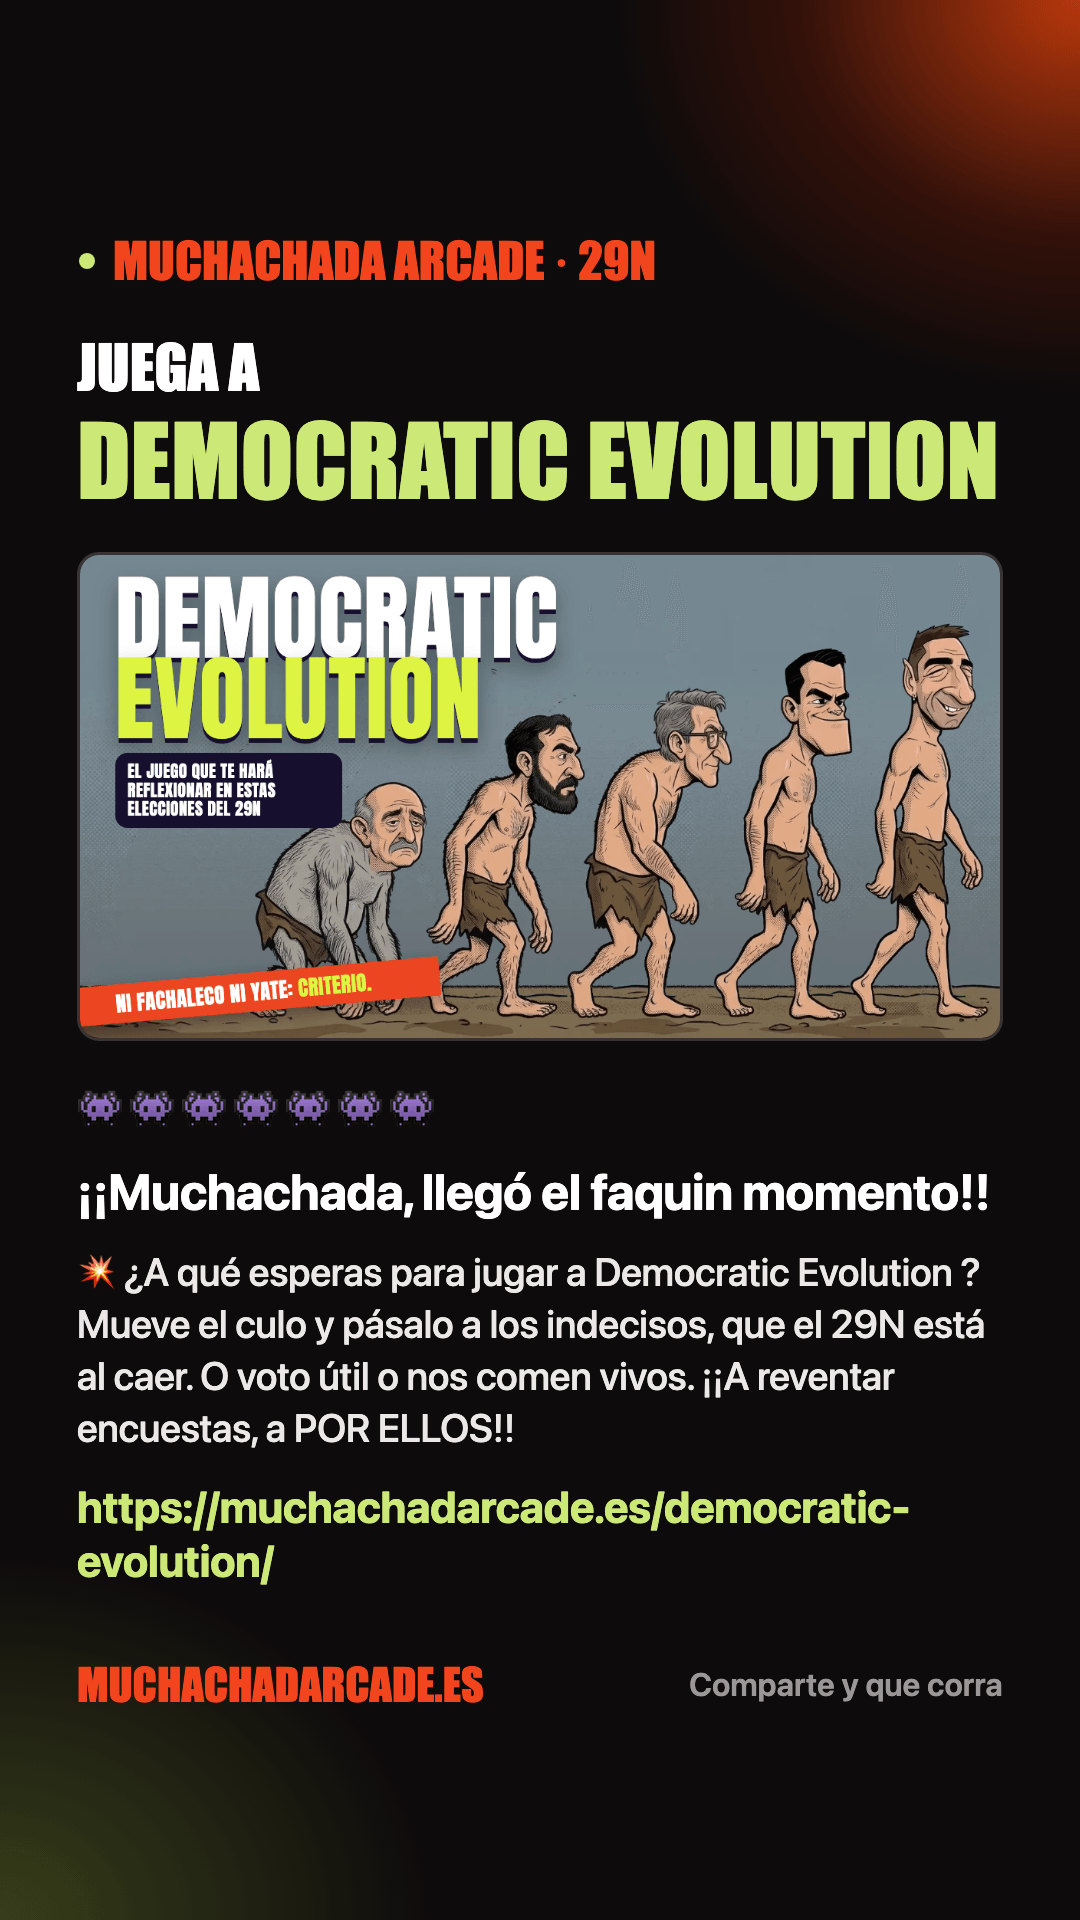 MUCHACHADA ARCADE · 29N
JUEGA A
DEMOCRATIC EVOLUTION
DEMOCRATIC
EVOLUTION
EL JUEGO QUE TE HARÁ
REFLEXIONAR EN ESTAS
ELECCIONES DEL 29N
NI FACHALECO NI YATE: CRITERIO.
👾👾👾👾👾👾👾
¡¡Muchachada, llegó el faquin momento!!
💥 ¿A qué esperas para jugar a Democratic Evolution ?
Mueve el culo y pásalo a los indecisos, que el 29N está
al caer. O voto útil o nos comen vivos. ¡¡A reventar
encuestas, a POR ELLOS!!
https://muchachadarcade.es/democratic-
evolution/
MUCHACHADARCADE.ES
Comparte y que corra